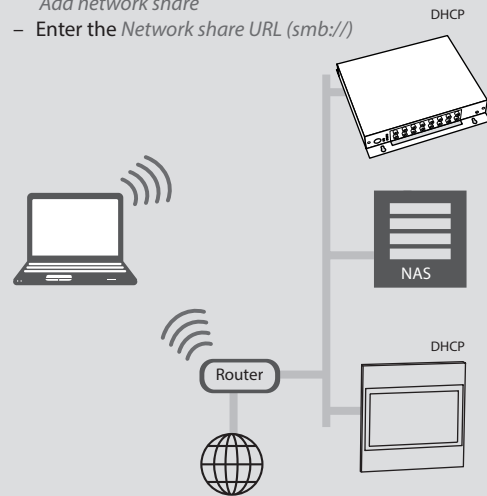 Add network share
– Enter the Network share URL (smb://)
DHCP
NAS
DHCP
Router